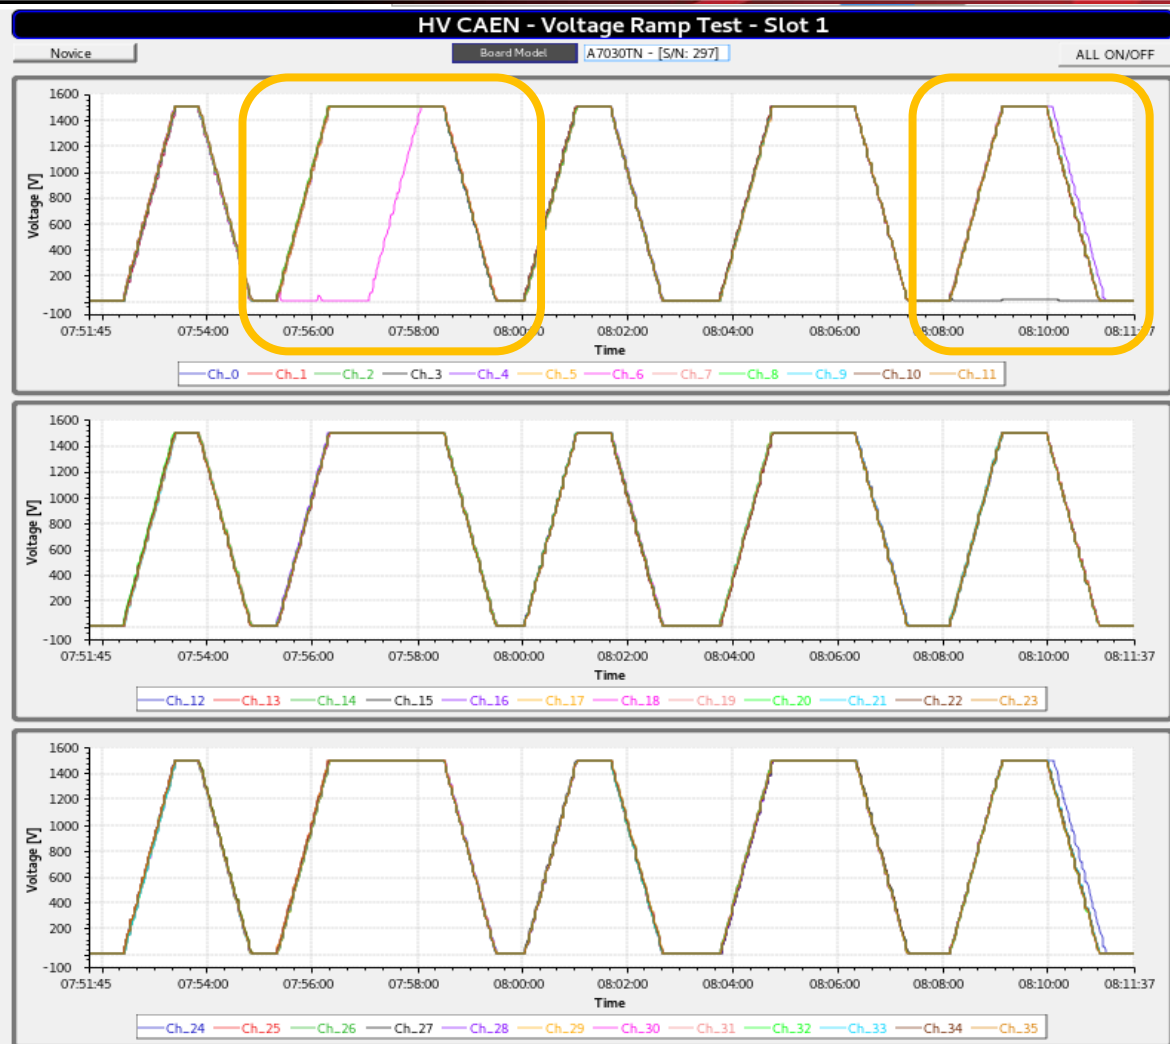 HV CAEN - Voltage Ramp Test - Slot 1
Novice Board Model A7030TN - [S/N: 297] ALL ON/OFF
1600
1400
1200
1000
800
600
400
200
-100
Voltage [V]
07:51:45 07:54:00 07:56:00 07:58:00 08:00:00 08:02:00 08:04:00 08:06:00 08:08:00 08:10:00 08:11:37
Time
Ch_0 Ch_1 Ch_2 Ch_3 Ch_4 Ch_5 Ch_6 Ch_7 Ch_8 Ch_9 Ch_10 Ch_11
1600
1400
1200
1000
800
600
400
200
-100
Voltage [V]
07:51:45 07:54:00 07:56:00 07:58:00 08:00:00 08:02:00 08:04:00 08:06:00 08:08:00 08:10:00 08:11:37
Time
Ch_12 Ch_13 Ch_14 Ch_15 Ch_16 Ch_17 Ch_18 Ch_19 Ch_20 Ch_21 Ch_22 Ch_23
1600
1400
1200
1000
800
600
400
200
-100
Voltage [V]
07:51:45 07:54:00 07:56:00 07:58:00 08:00:00 08:02:00 08:04:00 08:06:00 08:08:00 08:10:00 08:11:37
Time
Ch_24 Ch_25 Ch_26 Ch_27 Ch_28 Ch_29 Ch_30 Ch_31 Ch_32 Ch_33 Ch_34 Ch_35